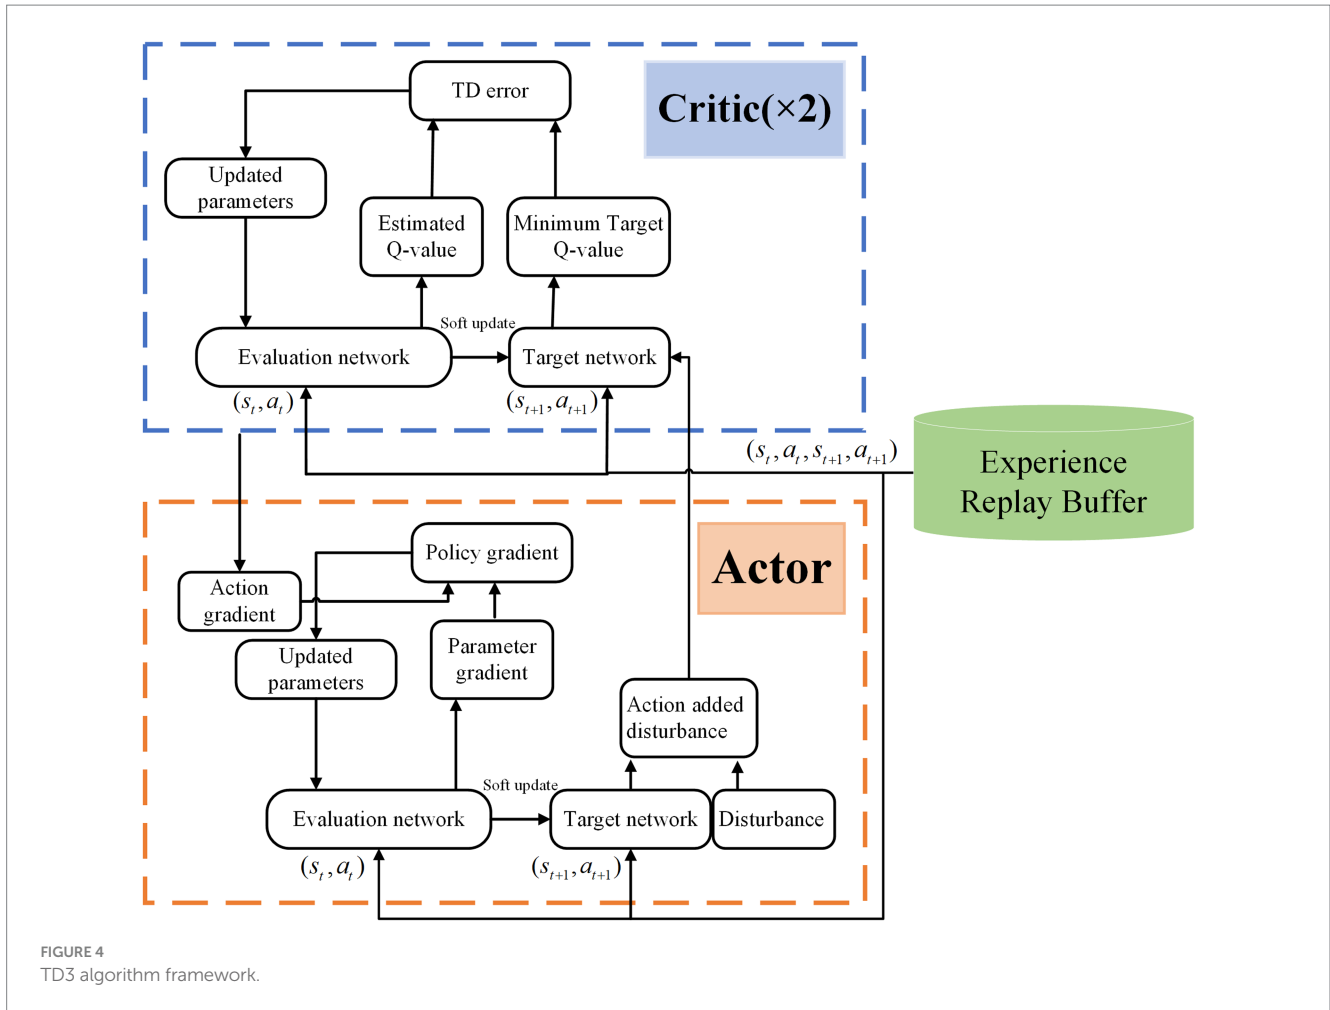 TD error
Critic(×2)
Updated
parameters
Estimated
Q-value
Minimum Target
Q-value
Soft update
Evaluation network
Target network
(s_t, a_t)
(s_{t+1}, a_{t+1})
(s_t, a_t, s_{t+1}, a_{t+1})
Experience
Replay Buffer
Policy gradient
Actor
Action
gradient
Updated
parameters
Parameter
gradient
Action added
disturbance
Soft update
Evaluation network
Target network
Disturbance
(s_t, a_t)
(s_{t+1}, a_{t+1})
FIGURE 4
TD3 algorithm framework.